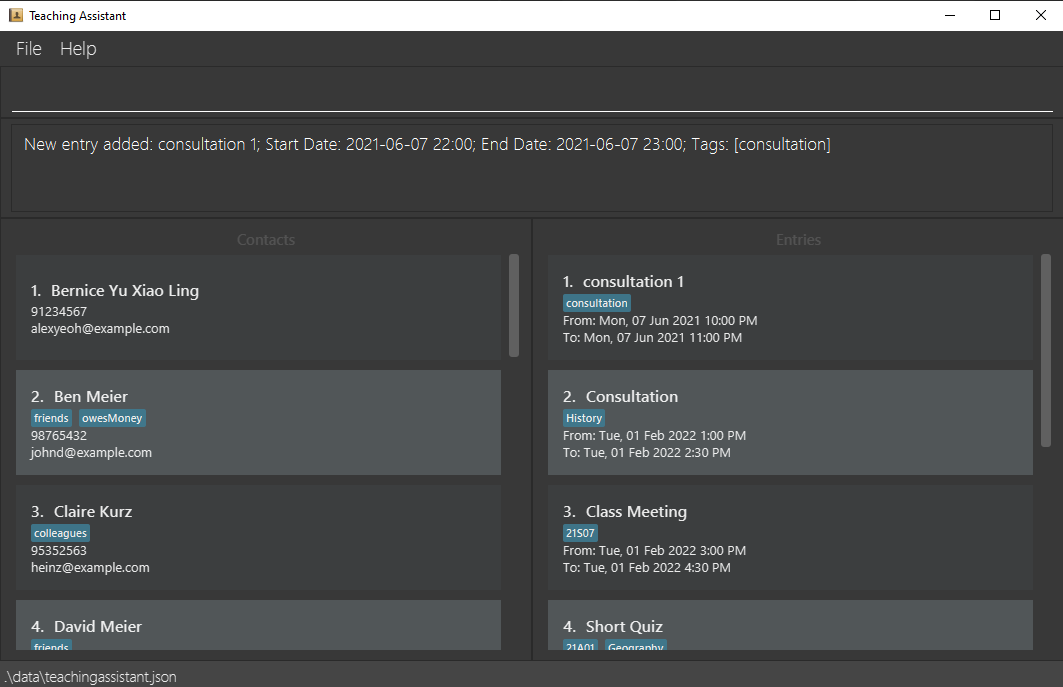 Teaching Assistant
File Help
New entry added: consultation 1; Start Date: 2021-06-07 22:00; End Date: 2021-06-07 23:00; Tags: [consultation]
Contacts
1. Bernice Yu Xiao Ling
91234567
alexyeoh@example.com
2. Ben Meier
friends owesMoney
98765432
johnd@example.com
3. Claire Kurz
colleagues
95352563
heinz@example.com
4. David Meier
friends
Entries
1. consultation 1
consultation
From: Mon, 07 Jun 2021 10:00 PM
To: Mon, 07 Jun 2021 11:00 PM
2. Consultation
History
From: Tue, 01 Feb 2022 1:00 PM
To: Tue, 01 Feb 2022 2:30 PM
3. Class Meeting
21S07
From: Tue, 01 Feb 2022 3:00 PM
To: Tue, 01 Feb 2022 4:30 PM
4. Short Quiz
21A01 Geography
.\data\teachingassistant.json